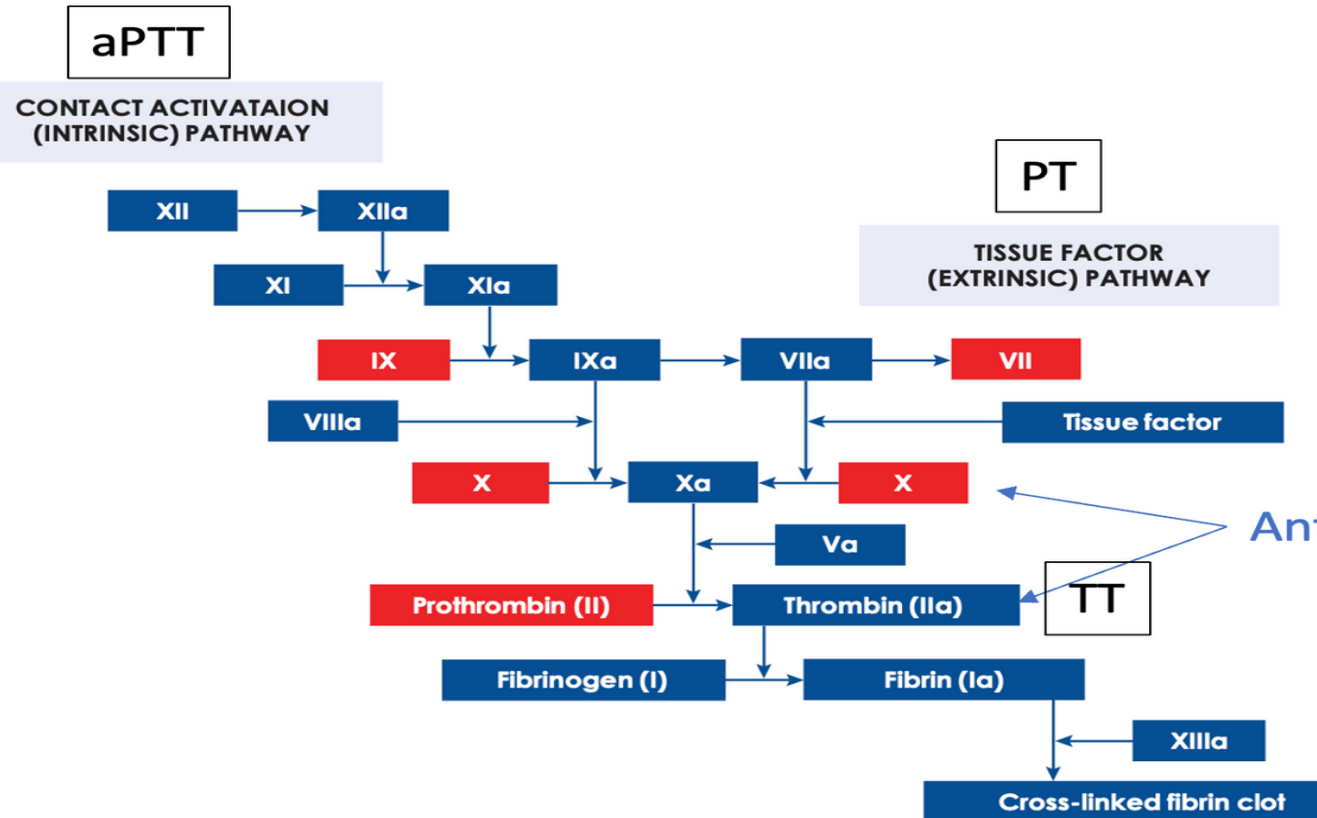 aPTT
CONTACT ACTIVATAION
(INTRINSIC) PATHWAY
PT
TISSUE FACTOR
(EXTRINSIC) PATHWAY
XII
XIIa
XI
XIa
IX
IXa
VIIa
VII
VIIIa
Tissue factor
X
Xa
X
Va
Ant
Prothrombin (II)
Thrombin (IIa)
TT
Fibrinogen (I)
Fibrin (Ia)
XIIIa
Cross-linked fibrin clot